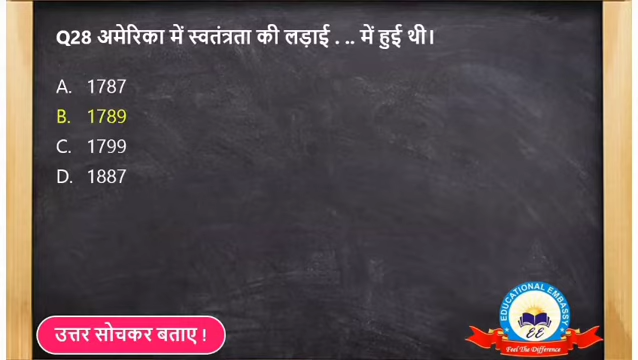 Q28 अमेरिका में स्वतंत्रता की लड़ाई . .. में हुई थी।
A. 1787
B. 1789
C. 1799
D. 1887
उत्तर सोचकर बताए !
EDUCATIONAL EMBASSY
EE
Feel The Difference